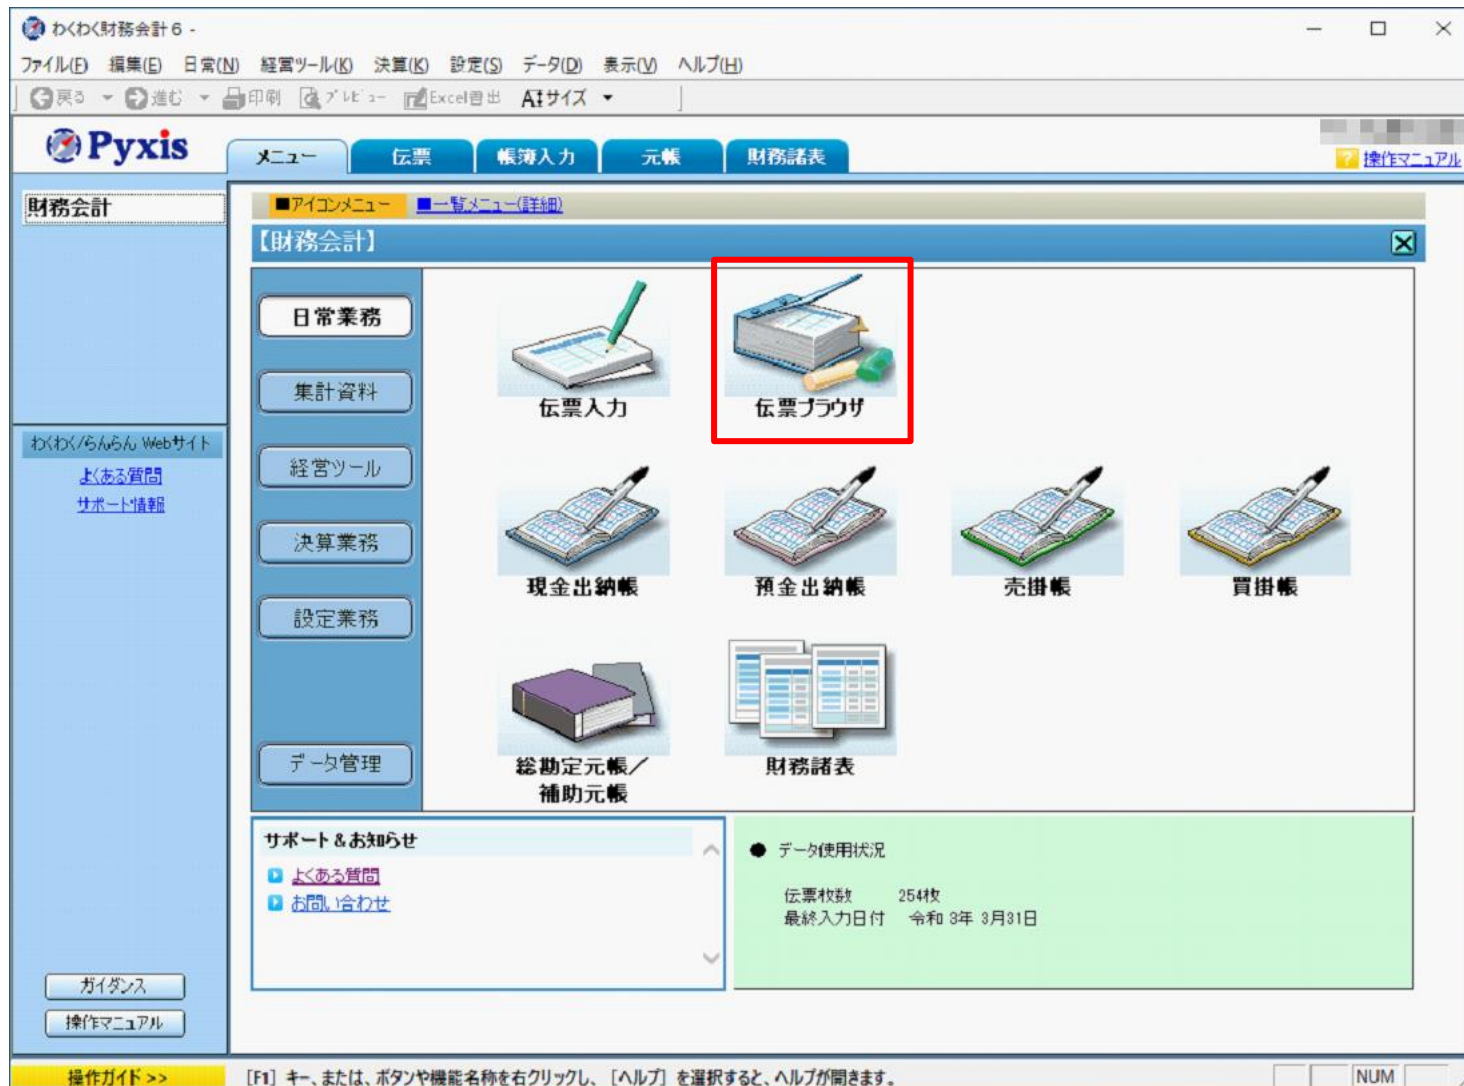 わくわく財務会計6 -
ファイル(F) 編集(E) 日常(N) 経営ツール(K) 決算(K) 設定(S) データ(D) 表示(V) ヘルプ(H)
戻る 進む 印刷 プレビュー Excel書出 サイズ
Pyxis
メニュー 伝票 帳簿入力 元帳 財務諸表
? 操作マニュアル
財務会計
■アイコンメニュー ■一覧メニュー(詳細)
【財務会計】
日常業務
集計資料
経営ツール
決算業務
設定業務
データ管理
伝票入力 伝票ブラウザ
現金出納帳 預金出納帳 売掛帳 買掛帳
総勘定元帳/
補助元帳
財務諸表
わくわく/らんらん Webサイト
よくある質問
サポート情報
サポート&お知らせ
よくある質問
お問い合わせ
● データ使用状況
伝票枚数 254枚
最終入力日付 令和 3年 3月31日
ガイダンス
操作マニュアル
操作ガイド >> [F1] キー、または、ボタンや機能名称を右クリックし、[ヘルプ] を選択すると、ヘルプが開きます。 NUM